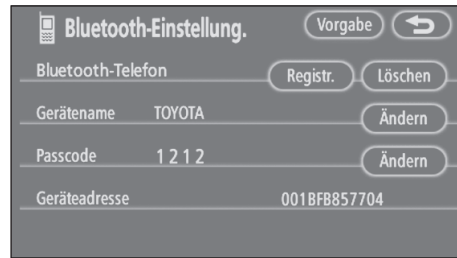 Bluetooth-Einstellung. Vorgabe
Bluetooth-Telefon Registr. Löschen
Gerätename TOYOTA Ändern
Passcode 1212 Ändern
Geräteadresse 001BFB857704